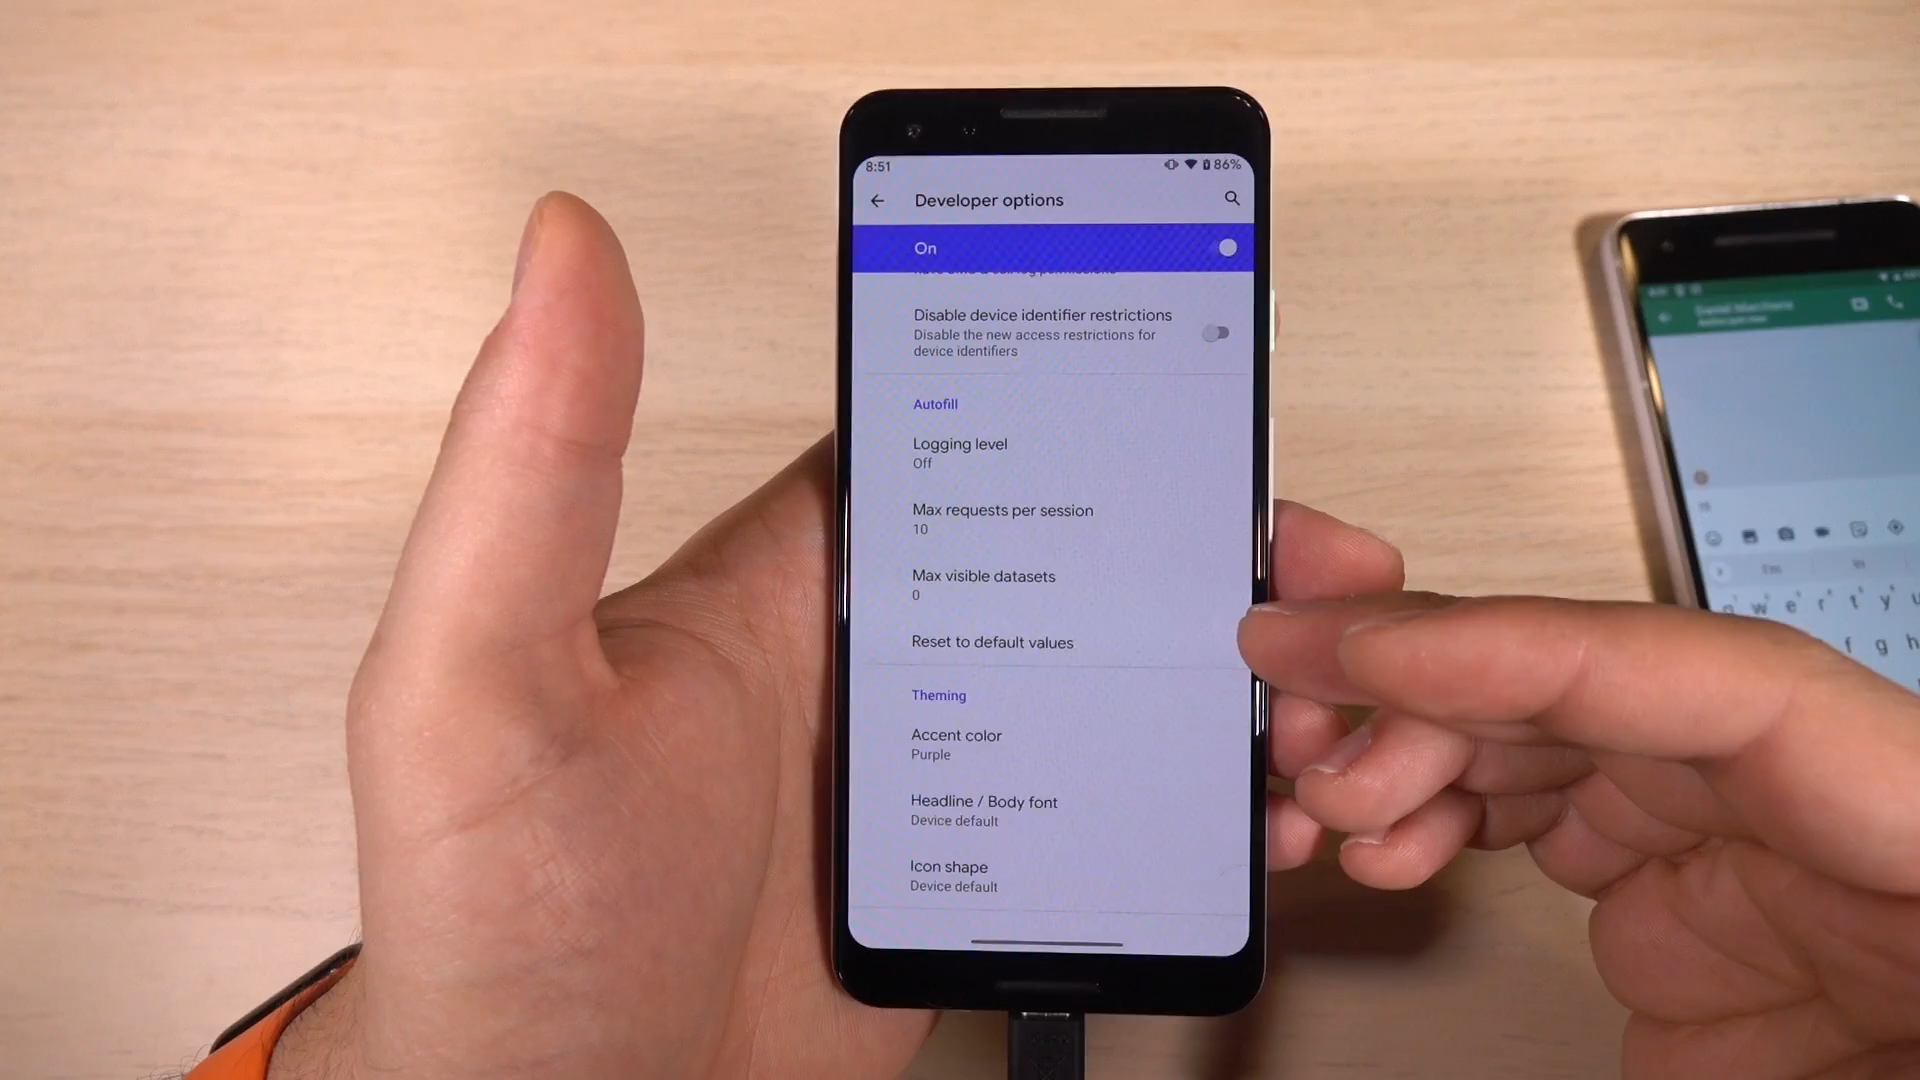 8:51
86%
Developer options
On
Disable device identifier restrictions
Disable the new access restrictions for
device identifiers
Autofill
Logging level
Off
Max requests per session
10
Max visible datasets
0
Reset to default values
Theming
Accent color
Purple
Headline / Body font
Device default
Icon shape
Device default
w e r t y u
f g h